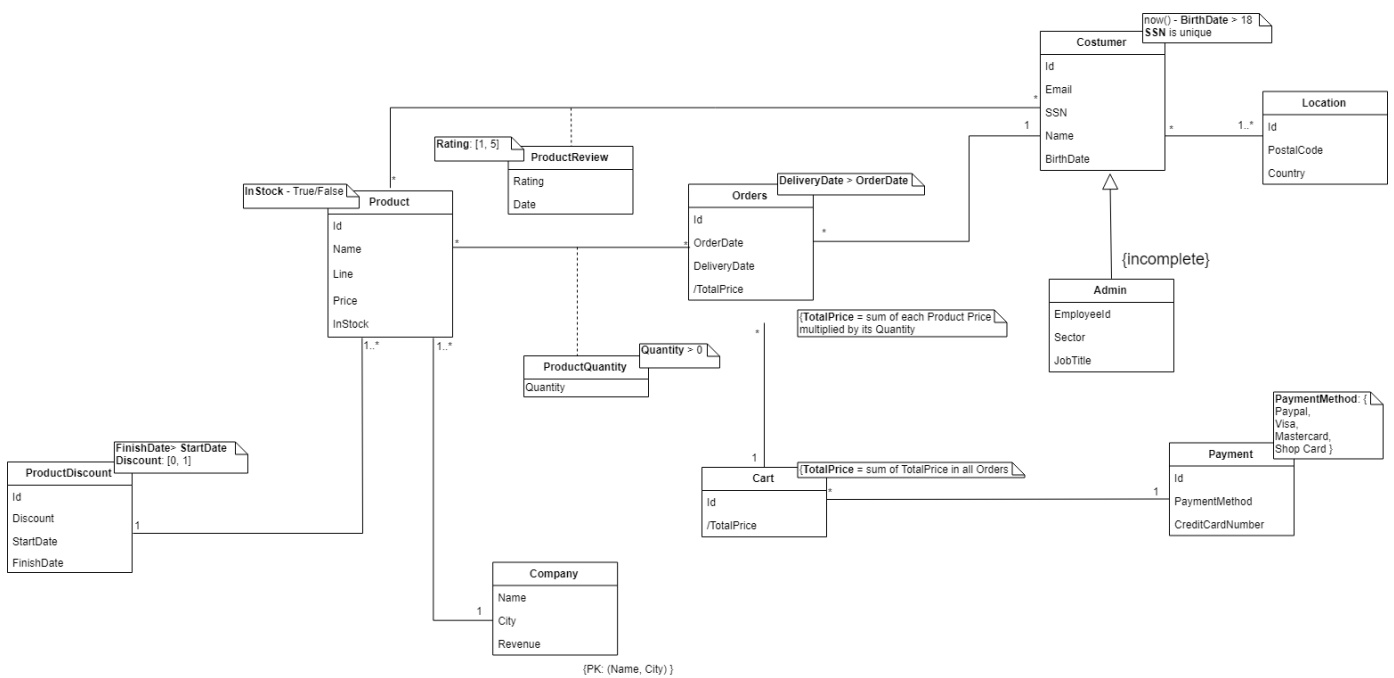 now() - BirthDate > 18
SSN is unique
Costumer
Id
Email
SSN
Name
BirthDate
*
1
*
1..*
Location
Id
PostalCode
Country
Rating: [1, 5]
ProductReview
Rating
Date
*
InStock - True/False
Product
Id
Name
Line
Price
InStock
*
*
DeliveryDate > OrderDate
Orders
Id
OrderDate
DeliveryDate
/TotalPrice
*
{incomplete}
Admin
EmployeeId
Sector
JobTitle
{TotalPrice = sum of each Product Price
multiplied by its Quantity
*
1..*
1..*
Quantity > 0
ProductQuantity
Quantity
PaymentMethod: {
Paypal,
Visa,
Mastercard,
Shop Card }
Payment
Id
PaymentMethod
CreditCardNumber
FinishDate> StartDate
Discount: [0, 1]
ProductDiscount
Id
Discount
StartDate
FinishDate
1
1
{TotalPrice = sum of TotalPrice in all Orders
Cart
Id
/TotalPrice
*
1
Company
Name
City
Revenue
1
{PK: (Name, City) }